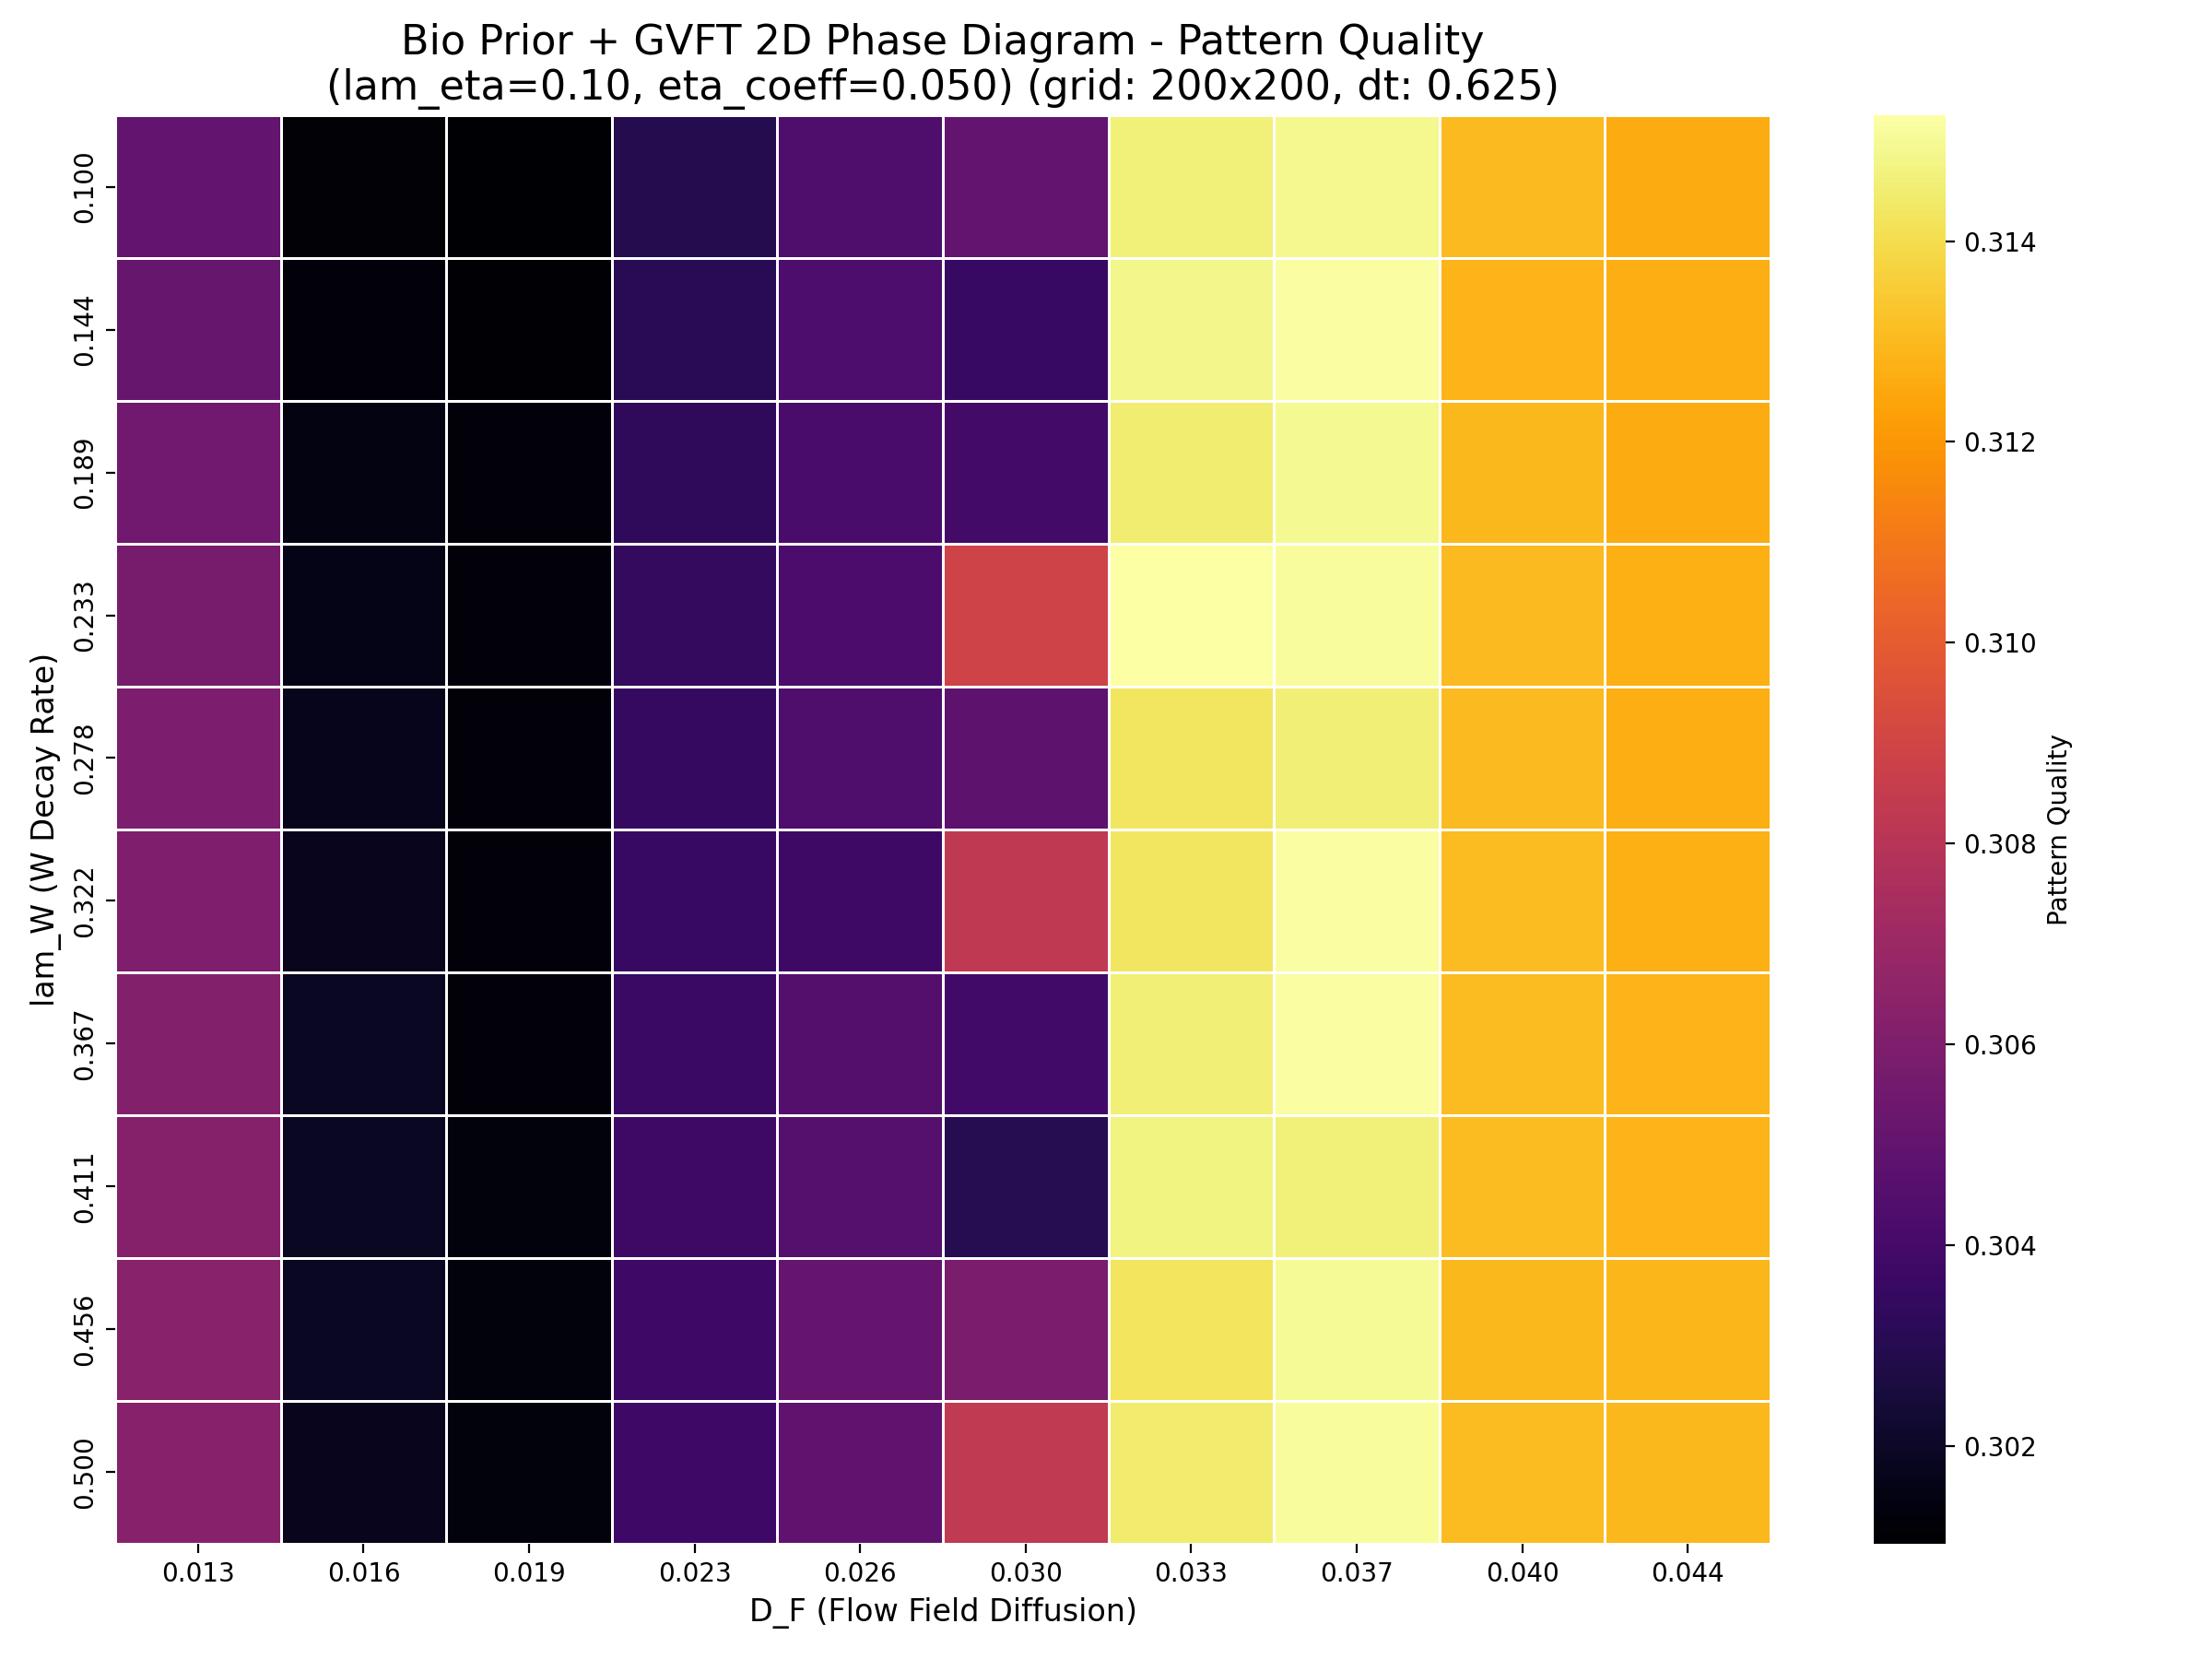 Bio Prior + GVFT 2D Phase Diagram - Pattern Quality
(lam_eta=0.10, eta_coeff=0.050) (grid: 200x200, dt: 0.625)
lam_W (W Decay Rate)
0.100
0.144
0.189
0.233
0.278
0.322
0.367
0.411
0.456
0.500
0.013 0.016 0.019 0.023 0.026 0.030 0.033 0.037 0.040 0.044
D_F (Flow Field Diffusion)
0.314
0.312
0.310
0.308
0.306
0.304
0.302
Pattern Quality